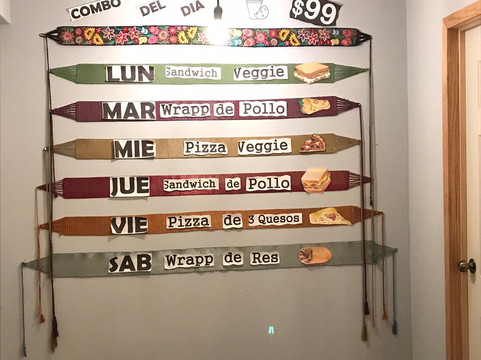 COMBO DEL DIA $99
LUN Sandwich Veggie
MAR Wrapp de Pollo
MIE Pizza Veggie
JUE Sandwich de Pollo
VIE Pizza de 3 Quesos
SAB Wrapp de Res